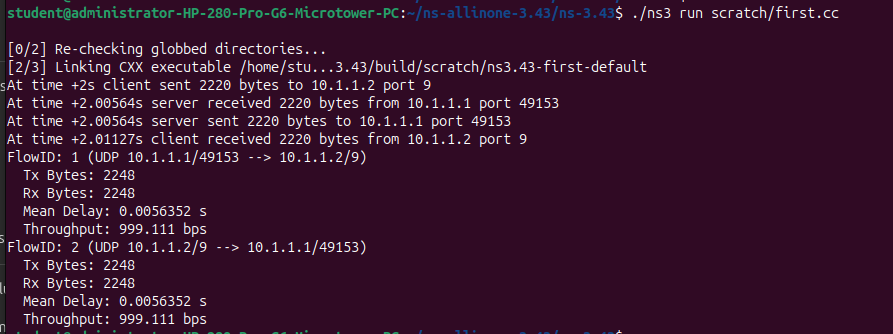 student@administrator-HP-280-Pro-G6-Microtower-PC:~/ns-allinone-3.43/ns-3.43$ ./ns3 run scratch/first.cc
[0/2] Re-checking globbed directories...
[2/3] Linking CXX executable /home/stu...3.43/build/scratch/ns3.43-first-default
At time +2s client sent 2220 bytes to 10.1.1.2 port 9
At time +2.00564s server received 2220 bytes from 10.1.1.1 port 49153
At time +2.00564s server sent 2220 bytes to 10.1.1.1 port 49153
At time +2.01127s client received 2220 bytes from 10.1.1.2 port 9
FlowID: 1 (UDP 10.1.1.1/49153 --> 10.1.1.2/9)
  Tx Bytes: 2248
  Rx Bytes: 2248
  Mean Delay: 0.0056352 s
  Throughput: 999.111 bps
FlowID: 2 (UDP 10.1.1.2/9 --> 10.1.1.1/49153)
  Tx Bytes: 2248
  Rx Bytes: 2248
  Mean Delay: 0.0056352 s
  Throughput: 999.111 bps